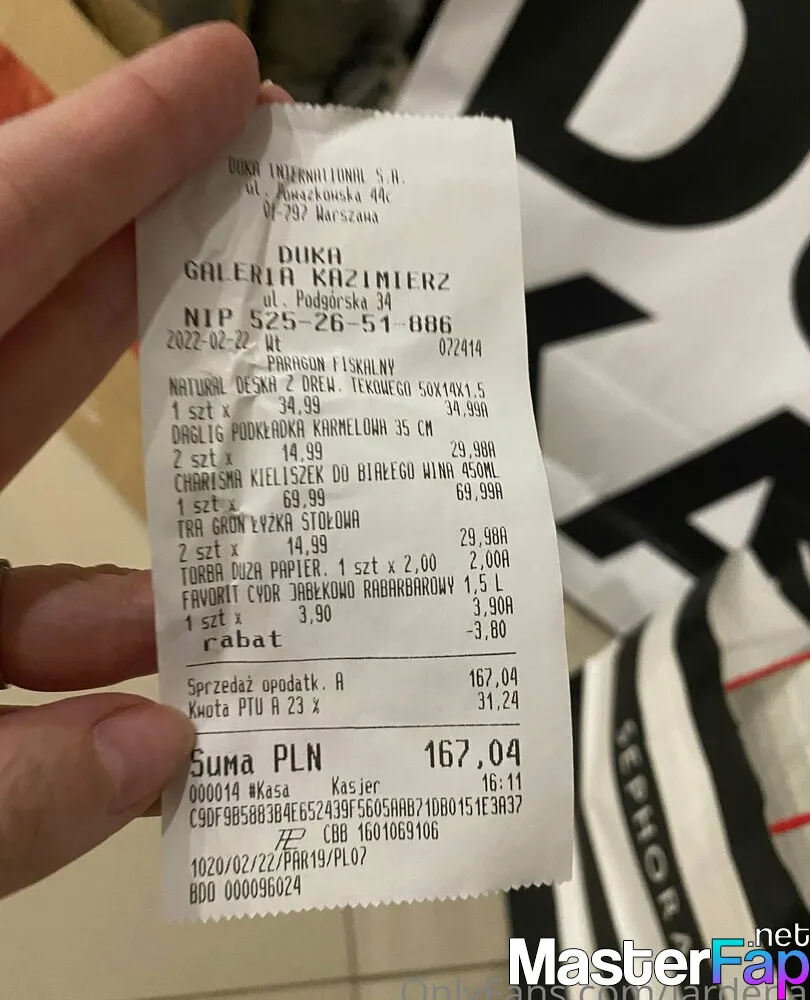 DUKA INTERNATIONAL S.A.
ul. Powązkowska 44c
01-797 Warszawa
DUKA
GALERIA KAZIMIERZ
ul. Podgórska 34
NIP 525-26-51-886
2022-02-22 Wt 072414
PARAGON FISKALNY
NATURAL DESKA Z DREW. TEKOWEGO 50X14X1.5
1 szt x 34,99 34,99A
DAGLIG PODKŁADKA KARMELOWA 35 CM
2 szt x 14,99 29,98A
CHARISMA KIELISZEK DO BIAŁEGO WINA 450ML
1 szt x 69,99 69,99A
TRA GRON ŁYŻKA STOŁOWA
2 szt x 14,99 29,98A
TORBA DUZA PAPIER. 1 szt x 2,00 2,00A
FAVORIT CYDR JABŁKOWO RABARBAROWY 1,5 L
1 szt x 3,90 3,90A
rabat -3,80
Sprzedaż opodatk. A 167,04
Kwota PTU A 23 % 31,24
Suma PLN 167,04
000014 #Kasa Kasjer 16:11
C9DF9B5883B4E652439F5605AAB71DB0151E3A37
CBB 1601069106
1020/02/22/PAR19/PL07
BDO 000096024
SEPHORA
MasterFap.net